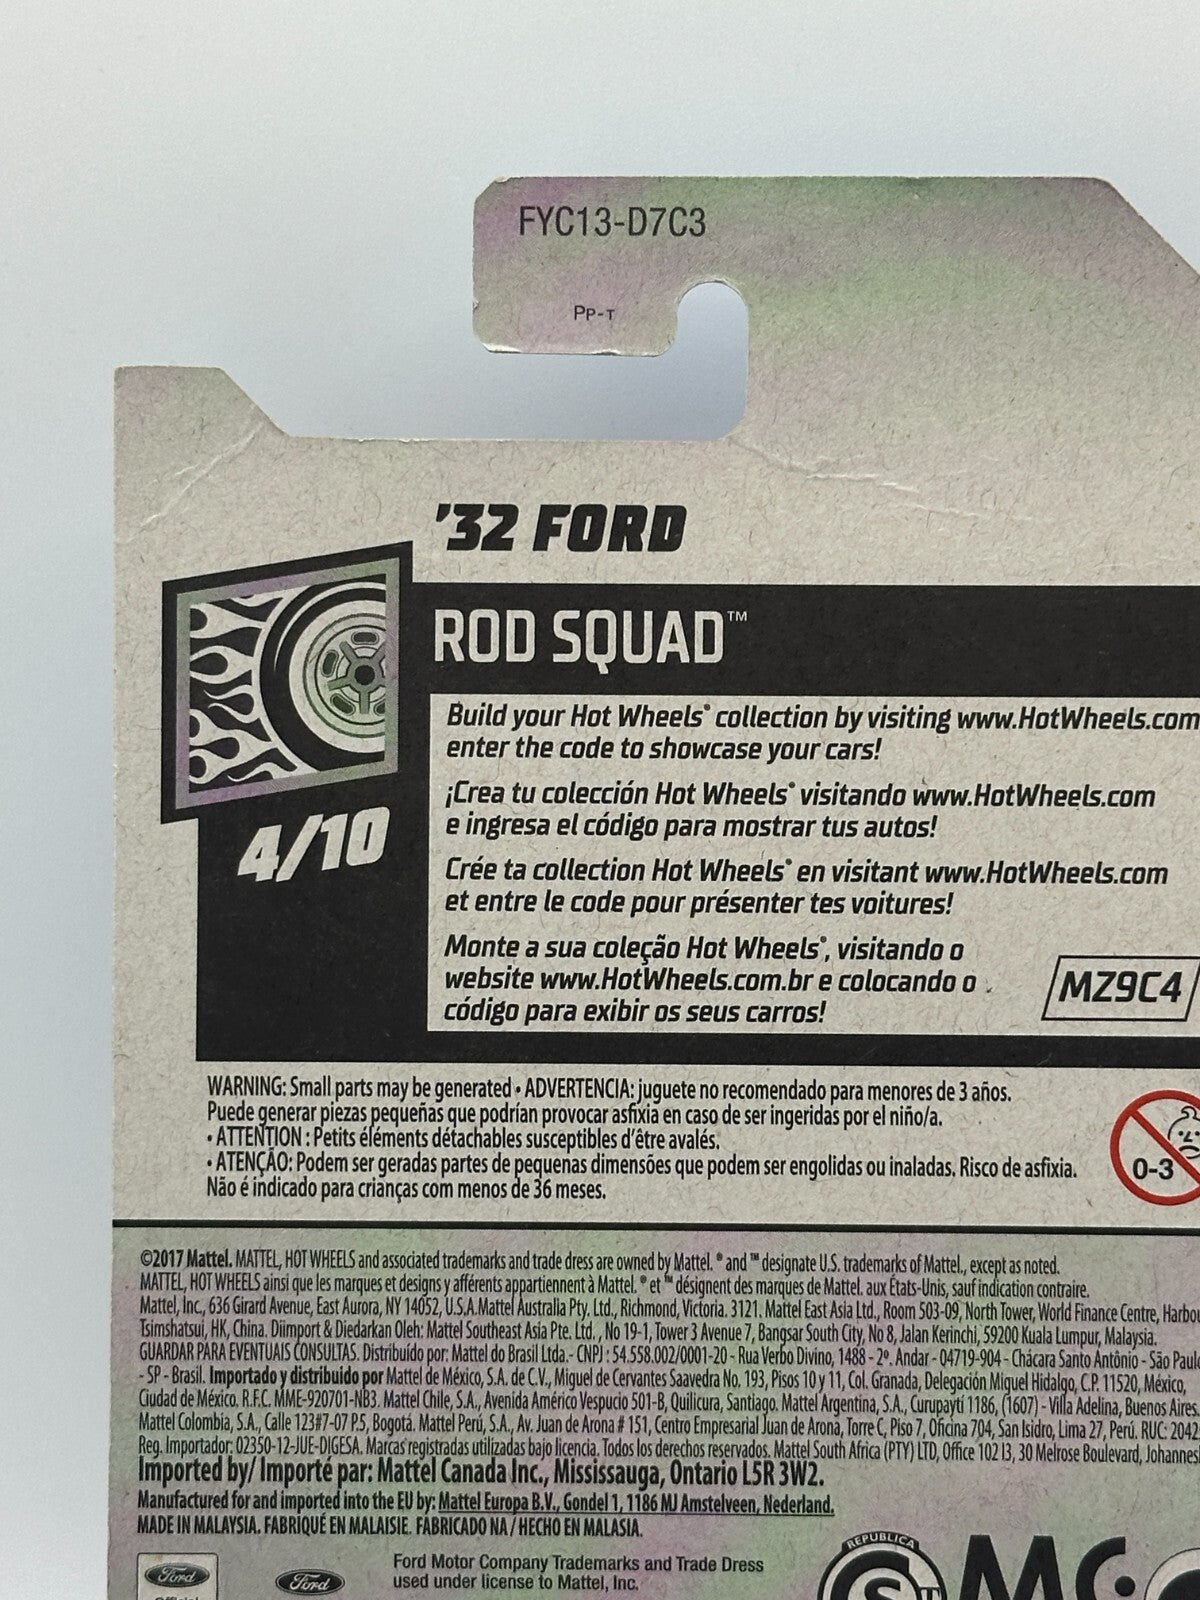 FYC13-D7C3
PP-T
'32 FORD
ROD SQUAD™
4/10
Build your Hot Wheels® collection by visiting www.HotWheels.com
enter the code to showcase your cars!
¡Crea tu colección Hot Wheels® visitando www.HotWheels.com
e ingresa el código para mostrar tus autos!
Crée ta collection Hot Wheels® en visitant www.HotWheels.com
et entre le code pour présenter tes voitures!
Monte a sua coleção Hot Wheels®, visitando o
website www.HotWheels.com.br e colocando o
código para exibir os seus carros!
MZ9C4
WARNING: Small parts may be generated • ADVERTENCIA: juguete no recomendado para menores de 3 años.
Puede generar piezas pequeñas que podrían provocar asfixia en caso de ser ingeridas por el niño/a.
• ATTENTION : Petits éléments détachables susceptibles d'être avalés.
• ATENÇÃO: Podem ser geradas partes de pequenas dimensões que podem ser engolidas ou inaladas. Risco de asfixia.
Não é indicado para crianças com menos de 36 meses.
0-3
©2017 Mattel. MATTEL, HOT WHEELS and associated trademarks and trade dress are owned by Mattel. ® and ™ designate U.S. trademarks of Mattel., except as noted.
MATTEL, HOT WHEELS ainsi que les marques et designs y afférents appartiennent à Mattel. ® et ™ désignent des marques de Mattel. aux États-Unis, sauf indication contraire.
Mattel, Inc., 636 Girard Avenue, East Aurora, NY 14052, U.S.A.Mattel Australia Pty. Ltd., Richmond, Victoria. 3121. Mattel East Asia Ltd., Room 503-09, North Tower, World Finance Centre, Harbou
Tsimshatsui, HK, China. Diimport & Diedarkan Oleh: Mattel Southeast Asia Pte. Ltd. , No 19-1, Tower 3 Avenue 7, Bangsar South City, No 8, Jalan Kerinchi, 59200 Kuala Lumpur, Malaysia.
GUARDAR PARA EVENTUAIS CONSULTAS. Distribuído por: Mattel do Brasil Ltda.- CNPJ : 54.558.002/0001-20 - Rua Verbo Divino, 1488 - 2º. Andar - 04719-904 - Chácara Santo Antônio - São Paulo
- SP - Brasil. Importado y distribuido por Mattel de México, S.A. de C.V., Miguel de Cervantes Saavedra No. 193, Pisos 10 y 11, Col. Granada, Delegación Miguel Hidalgo, C.P. 11520, México,
Ciudad de México. R.F.C. MME-920701-NB3. Mattel Chile, S.A., Avenida Américo Vespucio 501-B, Quilicura, Santiago. Mattel Argentina, S.A., Curupaytí 1186, (1607) - Villa Adelina, Buenos Aires.
Mattel Colombia, S.A., Calle 123#7-07 P.5, Bogotá. Mattel Perú, S.A., Av. Juan de Arona # 151, Centro Empresarial Juan de Arona, Torre C, Piso 7, Oficina 704, San Isidro, Lima 27, Perú. RUC: 2042
Reg. Importador: 02350-12-JUE-DIGESA. Marcas registradas utilizadas bajo licencia. Todos los derechos reservados. Mattel South Africa (PTY) LTD, Office 102 I3, 30 Melrose Boulevard, Johannes
Imported by/ Importé par: Mattel Canada Inc., Mississauga, Ontario L5R 3W2.
Manufactured for and imported into the EU by: Mattel Europa B.V., Gondel 1, 1186 MJ Amstelveen, Nederland.
MADE IN MALAYSIA. FABRIQUÉ EN MALAISIE. FABRICADO NA / HECHO EN MALASIA.
Ford
Official
Ford
Ford Motor Company Trademarks and Trade Dress
used under license to Mattel, Inc.
REPUBLICA
S T
MC